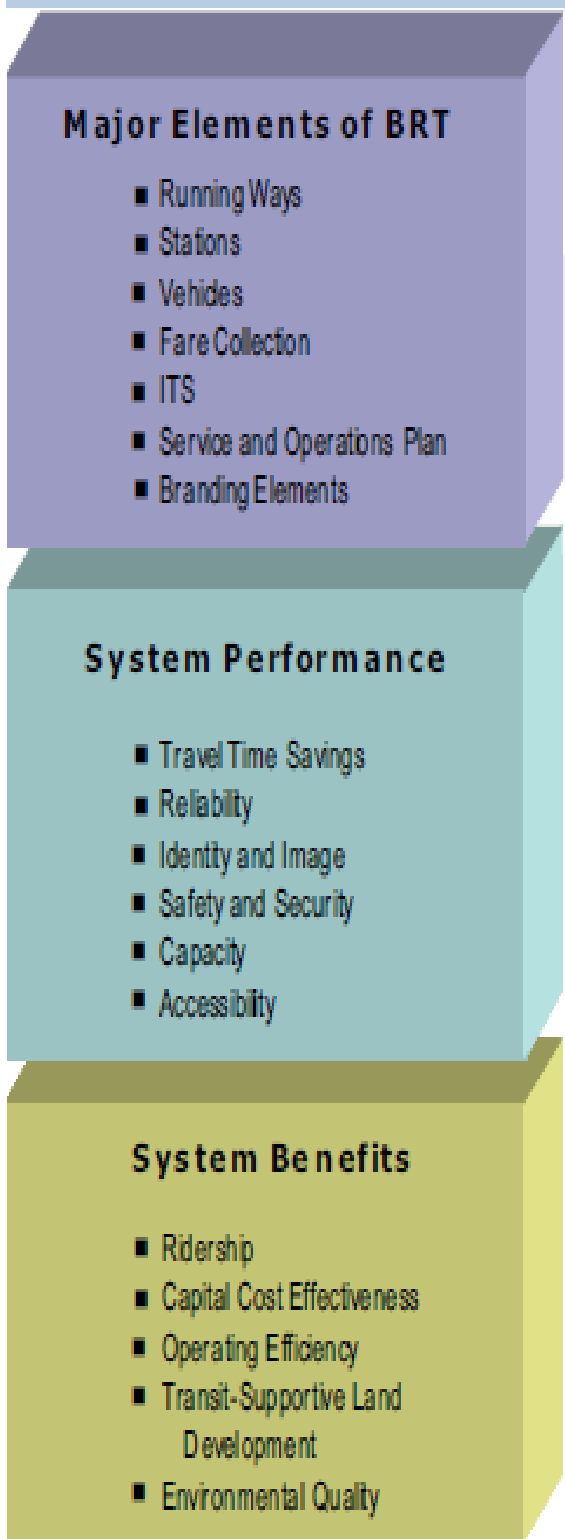 Major Elements of BRT
■ Running Ways
■ Stations
■ Vehicles
■ Fare Collection
■ ITS
■ Service and Operations Plan
■ Branding Elements
System Performance
■ Travel Time Savings
■ Reliability
■ Identity and Image
■ Safety and Security
■ Capacity
■ Accessibility
System Benefits
■ Ridership
■ Capital Cost Effectiveness
■ Operating Efficiency
■ Transit-Supportive Land
Development
■ Environmental Quality